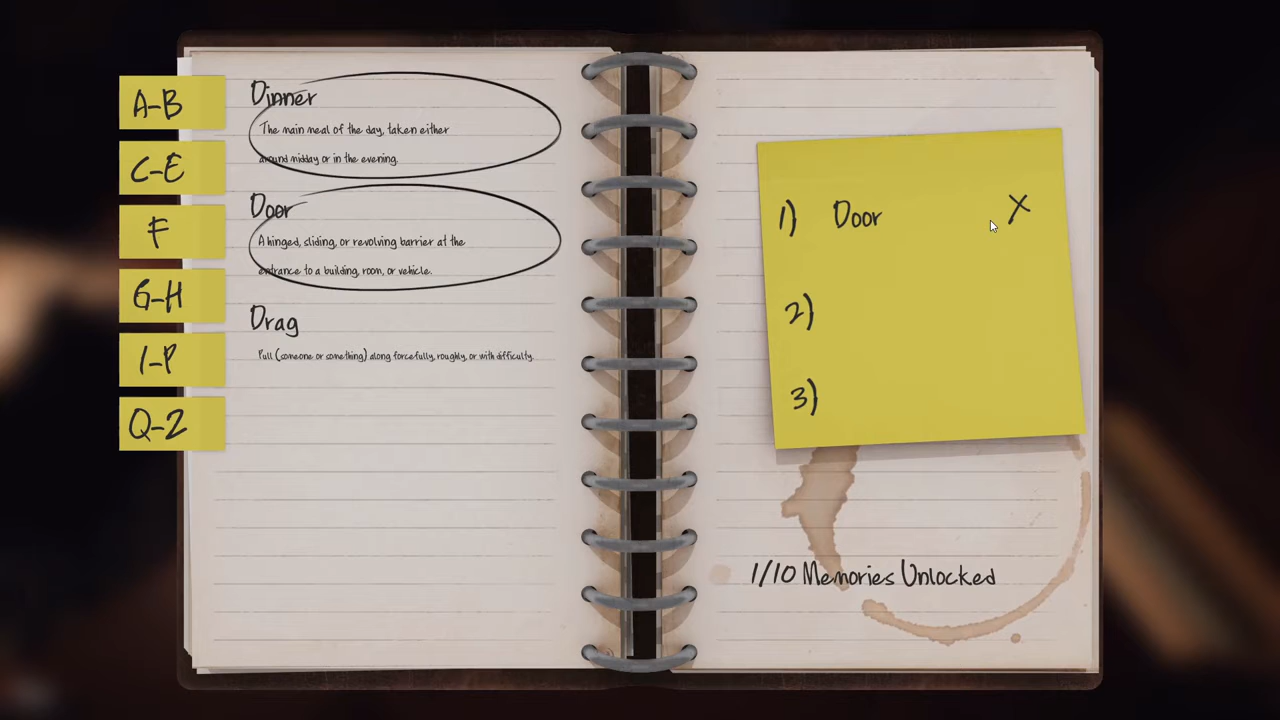 A-B
C-E
F
G-H
I-P
Q-Z
Dinner
The main meal of the day, taken either
around midday or in the evening.
Door
A hinged, sliding, or revolving barrier at the
entrance to a building, room, or vehicle.
Drag
Pull (someone or something) along forcefully, roughly, or with difficulty.
1) Door X
2)
3)
1/10 Memories Unlocked